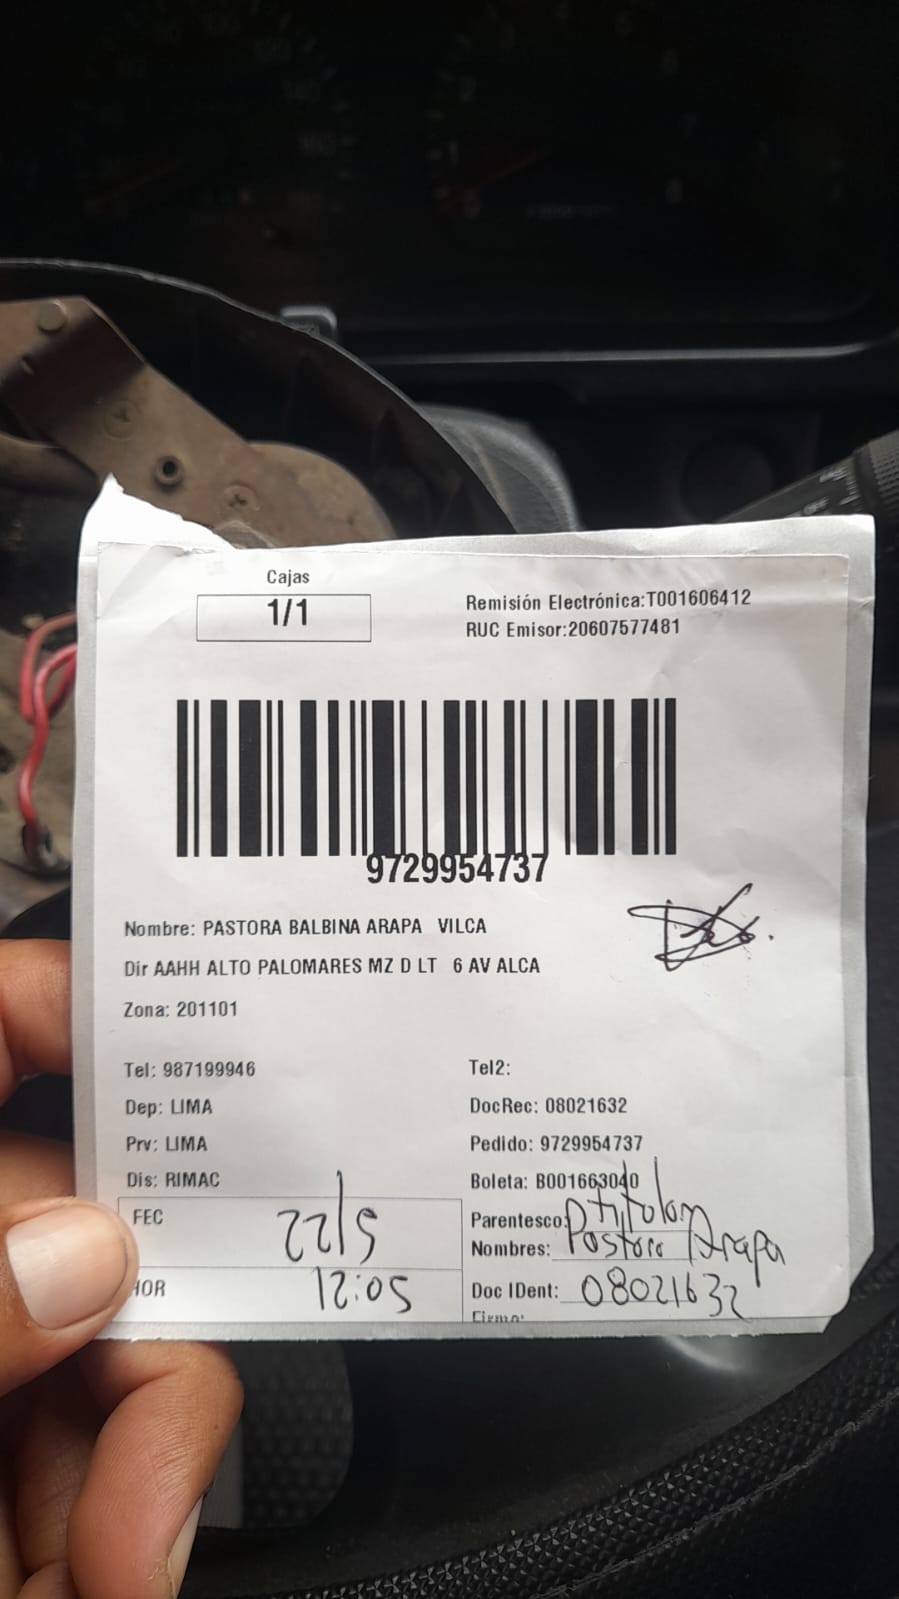 Cajas
1/1
Remisión Electrónica:T001606412
RUC Emisor:20607577481
9729954737
Nombre: PASTORA BALBINA ARAPA VILCA
Dir AAHH ALTO PALOMARES MZ D LT 6 AV ALCA
Zona: 201101
Tel: 987199946
Tel2:
Dep: LIMA
DocRec: 08021632
Prv: LIMA
Pedido: 9729954737
Dis: RIMAC
Boleta: B001663040
FEC 22/5
Parentesco:
Nombres: Pastora Arapa
HOR 12:05
Doc IDent: 08021632
Firma: